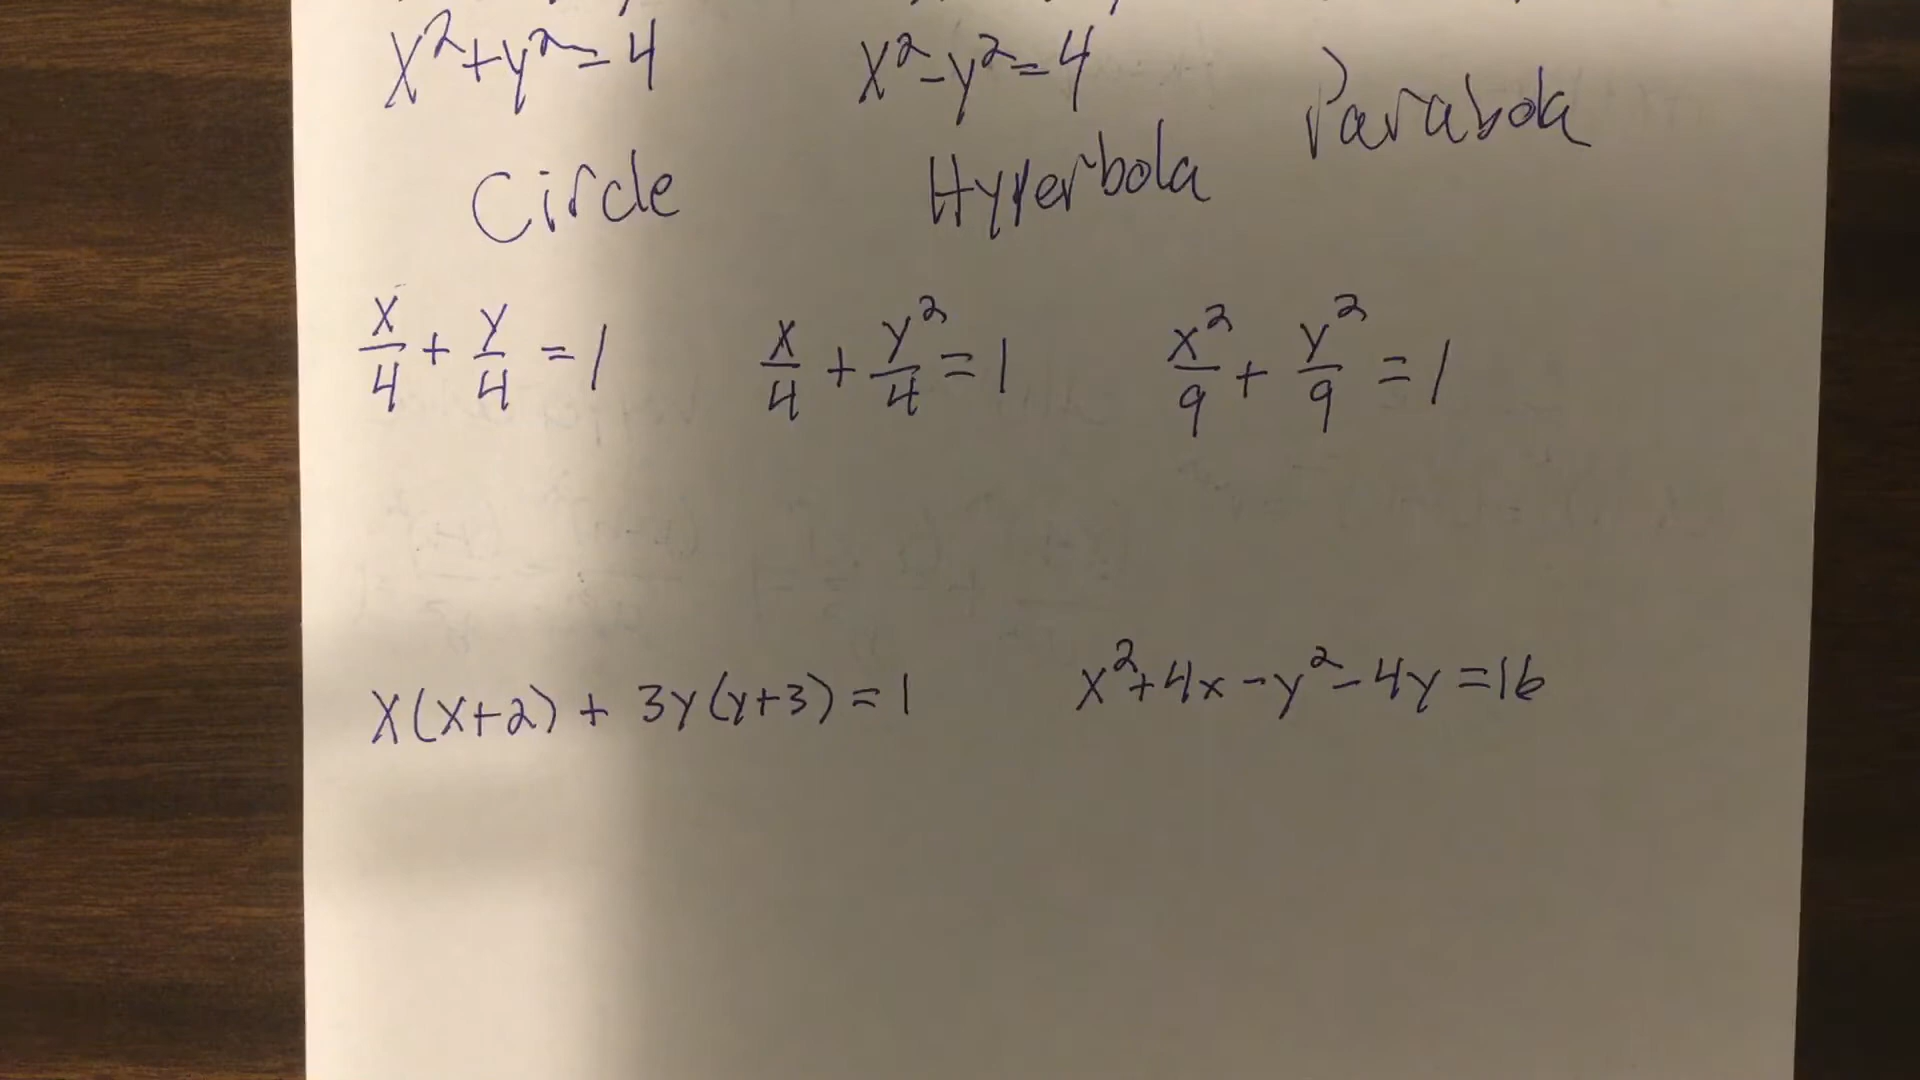 x²+y²=4 x²-y²=4
Parabola
Circle Hyperbola
x/4 + y/4 = 1 x/4 + y²/4 = 1 x²/9 + y²/9 = 1
x(x+2) + 3y(y+3) = 1 x²+4x-y²-4y=16